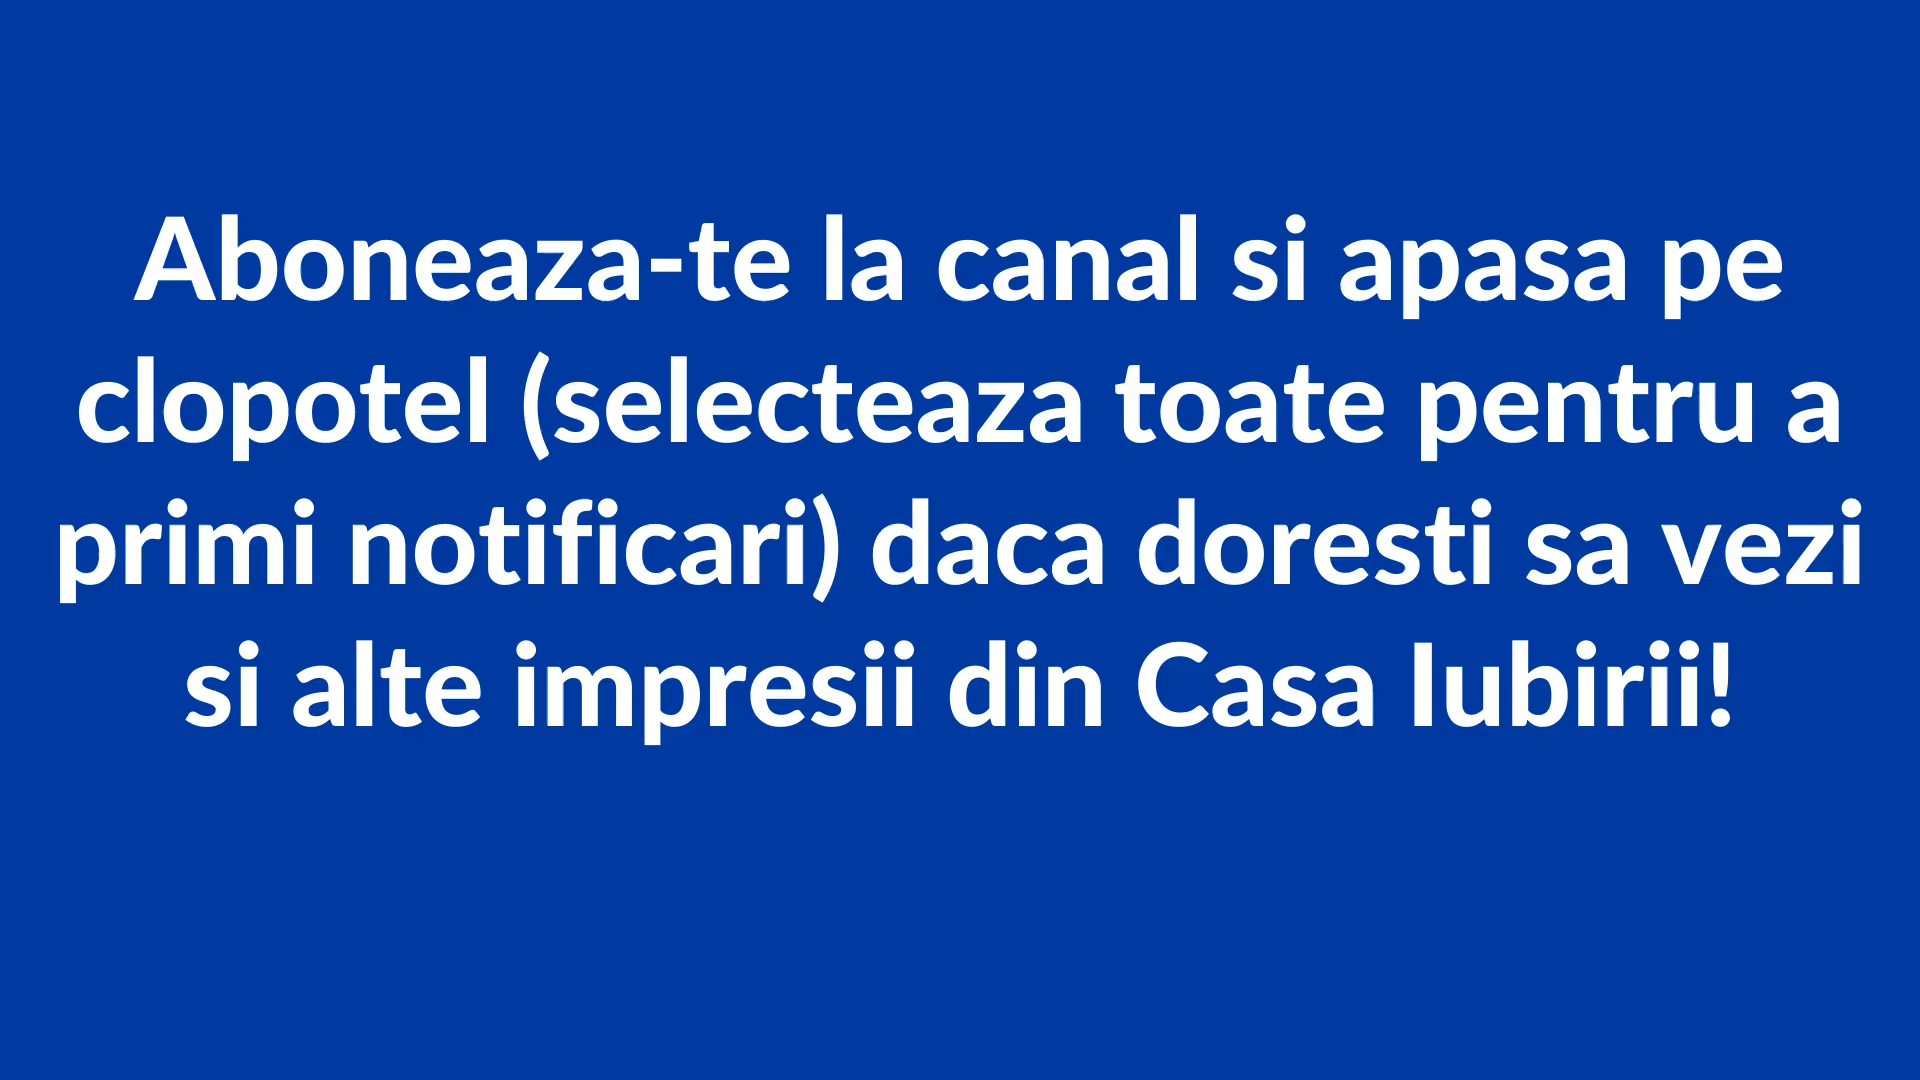 Aboneaza-te la canal si apasa pe
clopotel (selecteaza toate pentru a
primi notificari) daca doresti sa vezi
si alte impresii din Casa Iubirii!